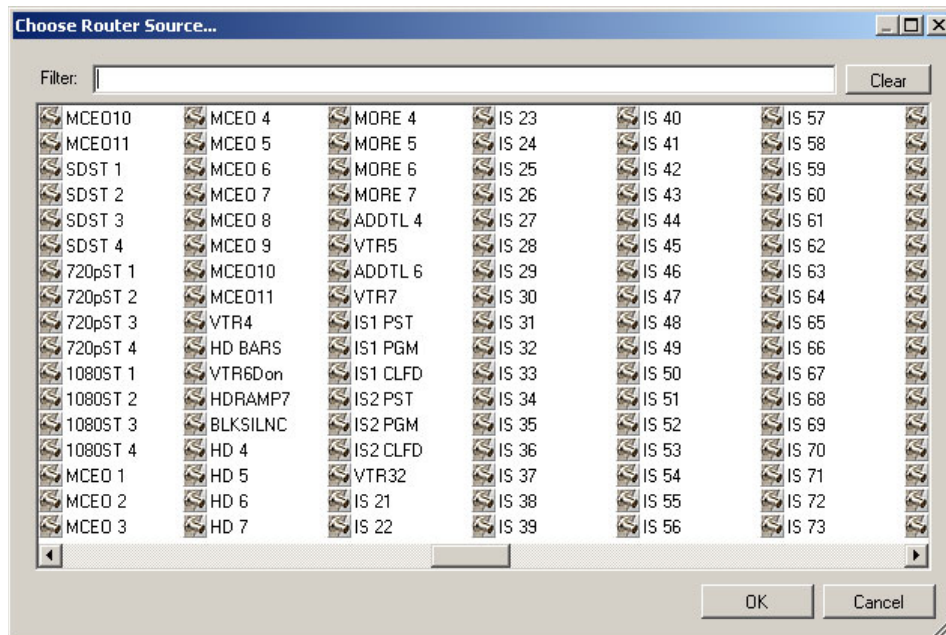 Choose Router Source...
Filter:
Clear
MCEO10
MCEO11
SDST 1
SDST 2
SDST 3
SDST 4
720pST 1
720pST 2
720pST 3
720pST 4
1080ST 1
1080ST 2
1080ST 3
1080ST 4
MCEO 1
MCEO 2
MCEO 3
MCEO 4
MCEO 5
MCEO 6
MCEO 7
MCEO 8
MCEO 9
MCEO10
MCEO11
VTR4
HD BARS
VTR6Don
HDRAMP7
BLKSILNC
HD 4
HD 5
HD 6
HD 7
MORE 4
MORE 5
MORE 6
MORE 7
ADDTL 4
VTR5
ADDTL 6
VTR7
IS1 PST
IS1 PGM
IS1 CLFD
IS2 PST
IS2 PGM
IS2 CLFD
VTR32
IS 21
IS 22
IS 23
IS 24
IS 25
IS 26
IS 27
IS 28
IS 29
IS 30
IS 31
IS 32
IS 33
IS 34
IS 35
IS 36
IS 37
IS 38
IS 39
IS 40
IS 41
IS 42
IS 43
IS 44
IS 45
IS 46
IS 47
IS 48
IS 49
IS 50
IS 51
IS 52
IS 53
IS 54
IS 55
IS 56
IS 57
IS 58
IS 59
IS 60
IS 61
IS 62
IS 63
IS 64
IS 65
IS 66
IS 67
IS 68
IS 69
IS 70
IS 71
IS 72
IS 73
OK
Cancel